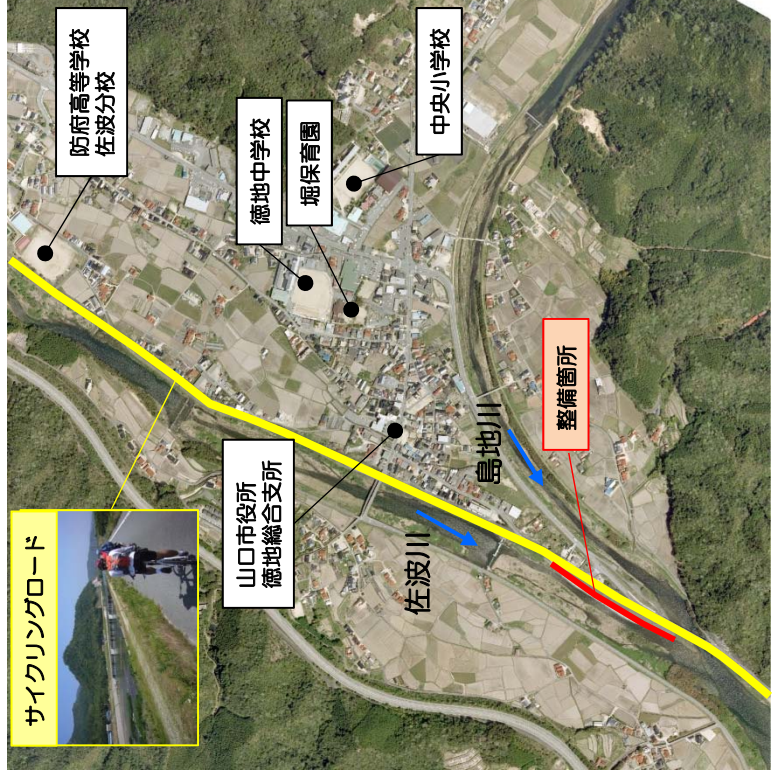 防府高等学校
佐波分校
徳地中学校
堀保育園
中央小学校
サイクリングロード
山口市役所
徳地総合支所
佐波川
島地川
整備箇所